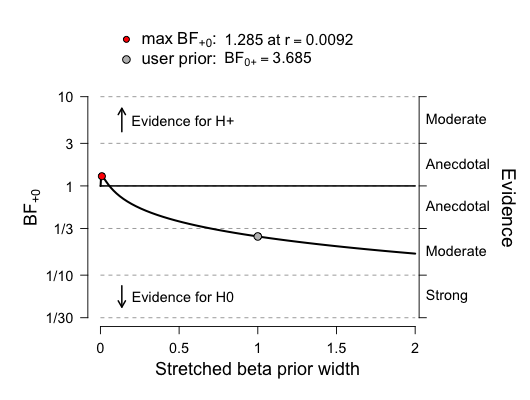 max BF₊₀: 1.285 at r = 0.0092
user prior: BF₀₊ = 3.685
10
3
1
1/3
1/10
1/30
BF₊₀
Evidence for H+
Evidence for H0
Moderate
Anecdotal
Anecdotal
Moderate
Strong
Evidence
0 0.5 1 1.5 2
Stretched beta prior width